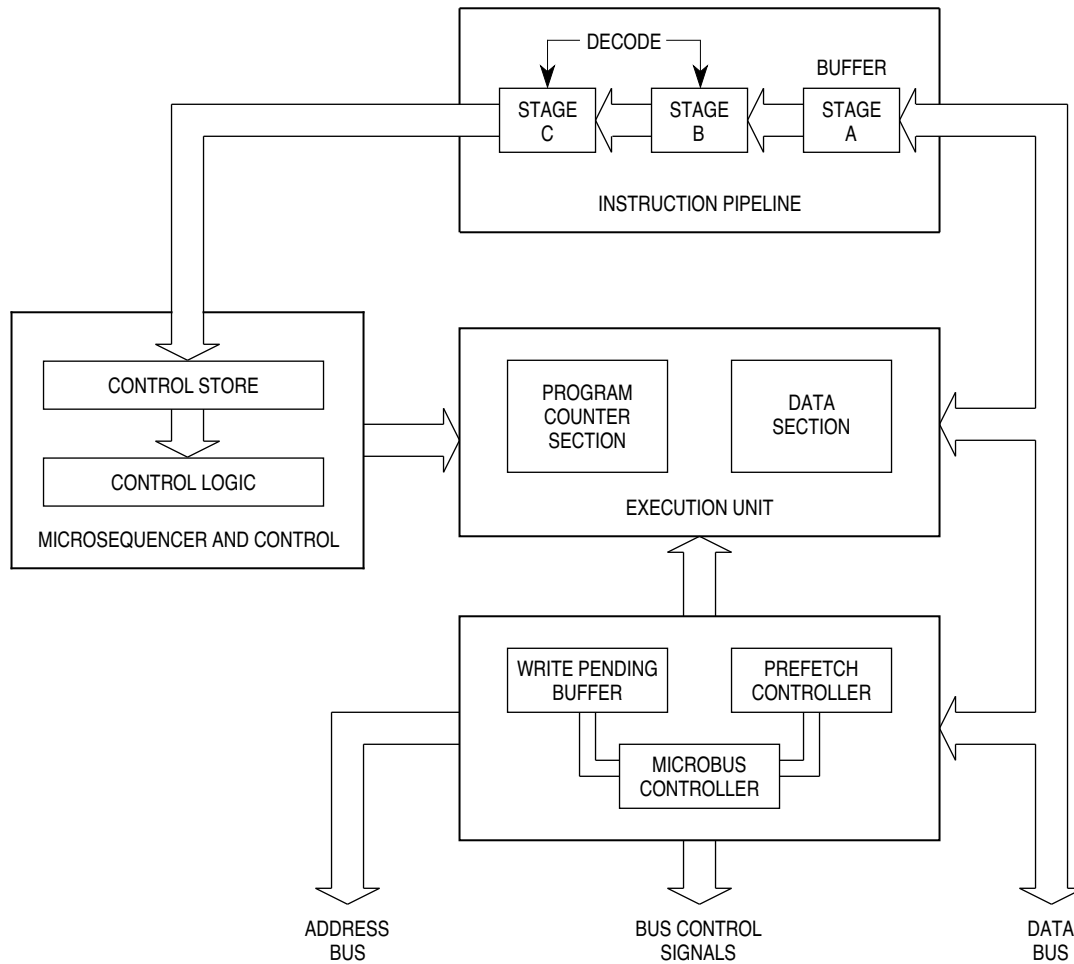 DECODE
BUFFER
STAGE
C
STAGE
B
STAGE
A
INSTRUCTION PIPELINE
CONTROL STORE
CONTROL LOGIC
MICROSEQUENCER AND CONTROL
PROGRAM
COUNTER
SECTION
DATA
SECTION
EXECUTION UNIT
WRITE PENDING
BUFFER
PREFETCH
CONTROLLER
MICROBUS
CONTROLLER
ADDRESS
BUS
BUS CONTROL
SIGNALS
DATA
BUS